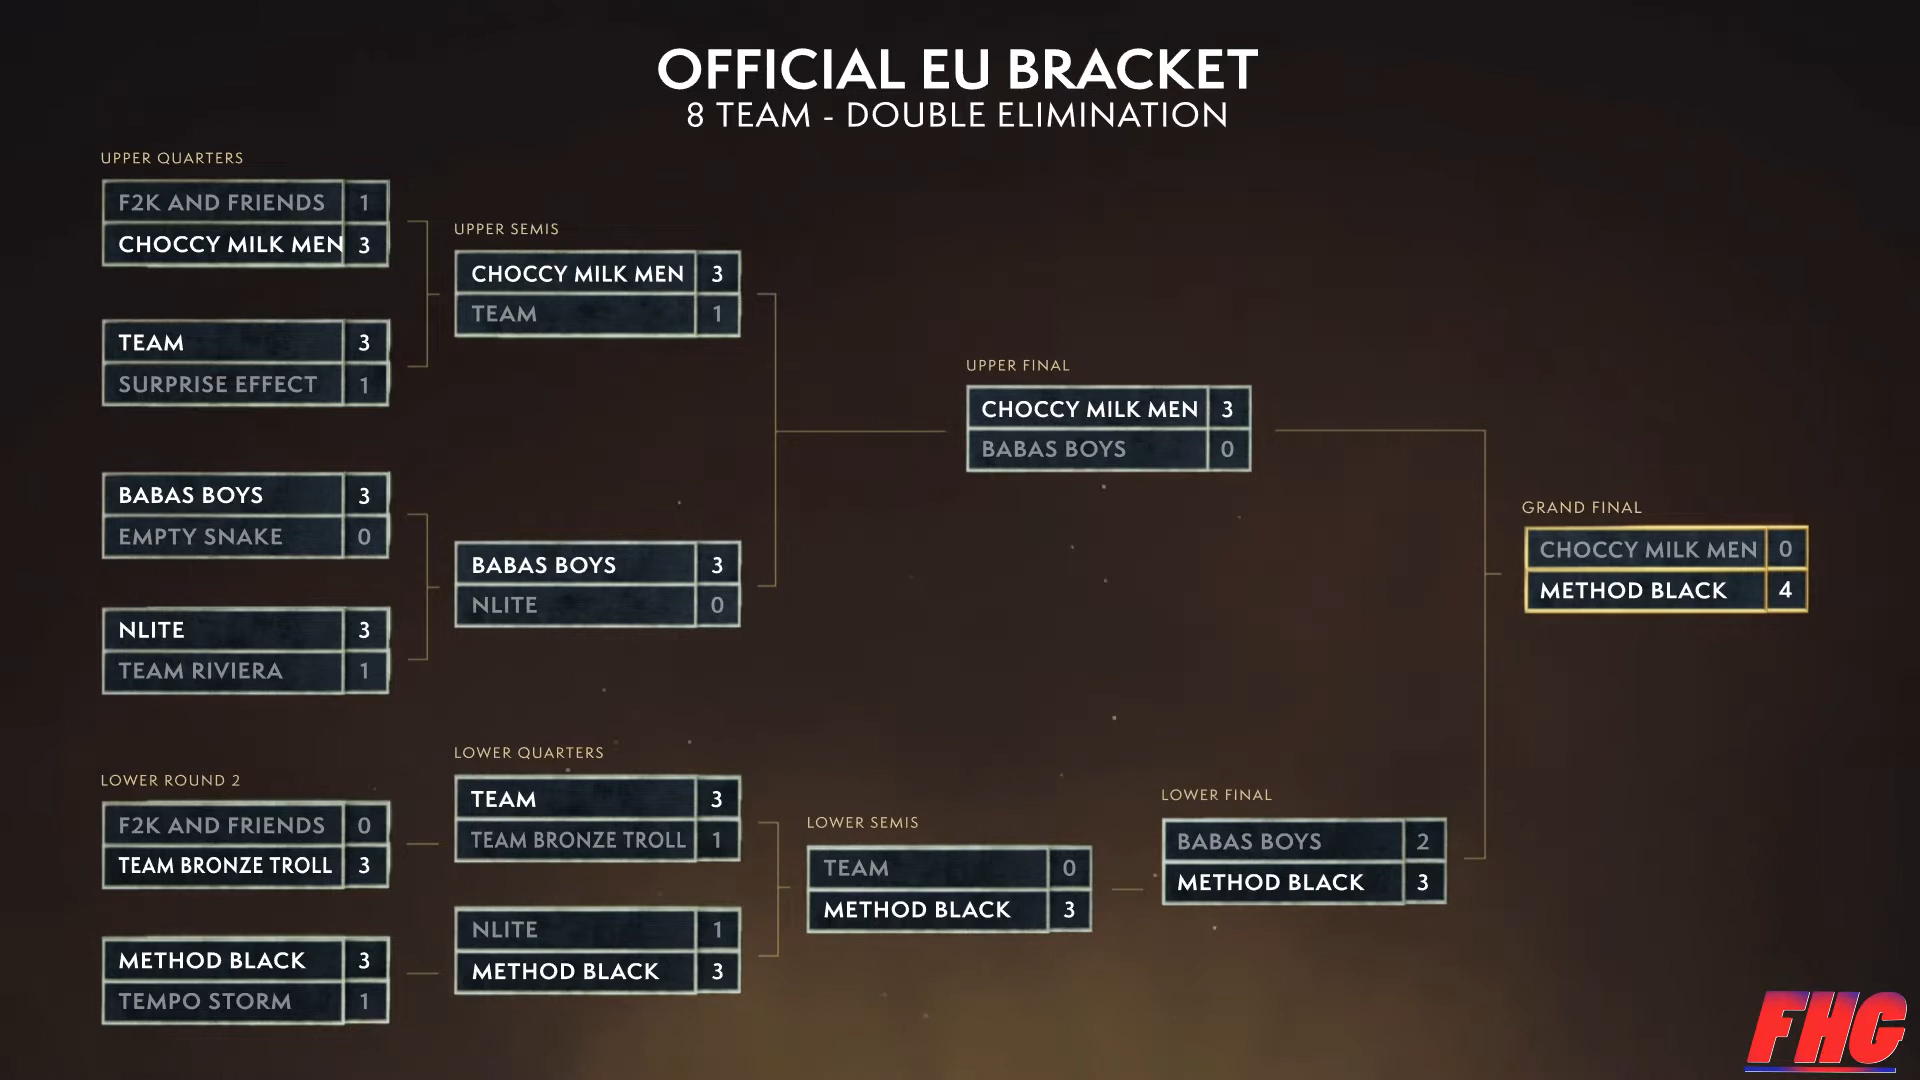 OFFICIAL EU BRACKET
8 TEAM - DOUBLE ELIMINATION
UPPER QUARTERS
F2K AND FRIENDS 1
CHOCCY MILK MEN 3
TEAM 3
SURPRISE EFFECT 1
BABAS BOYS 3
EMPTY SNAKE 0
NLITE 3
TEAM RIVIERA 1
UPPER SEMIS
CHOCCY MILK MEN 3
TEAM 1
BABAS BOYS 3
NLITE 0
UPPER FINAL
CHOCCY MILK MEN 3
BABAS BOYS 0
GRAND FINAL
CHOCCY MILK MEN 0
METHOD BLACK 4
LOWER ROUND 2
F2K AND FRIENDS 0
TEAM BRONZE TROLL 3
METHOD BLACK 3
TEMPO STORM 1
LOWER QUARTERS
TEAM 3
TEAM BRONZE TROLL 1
NLITE 1
METHOD BLACK 3
LOWER SEMIS
TEAM 0
METHOD BLACK 3
LOWER FINAL
BABAS BOYS 2
METHOD BLACK 3
FHG